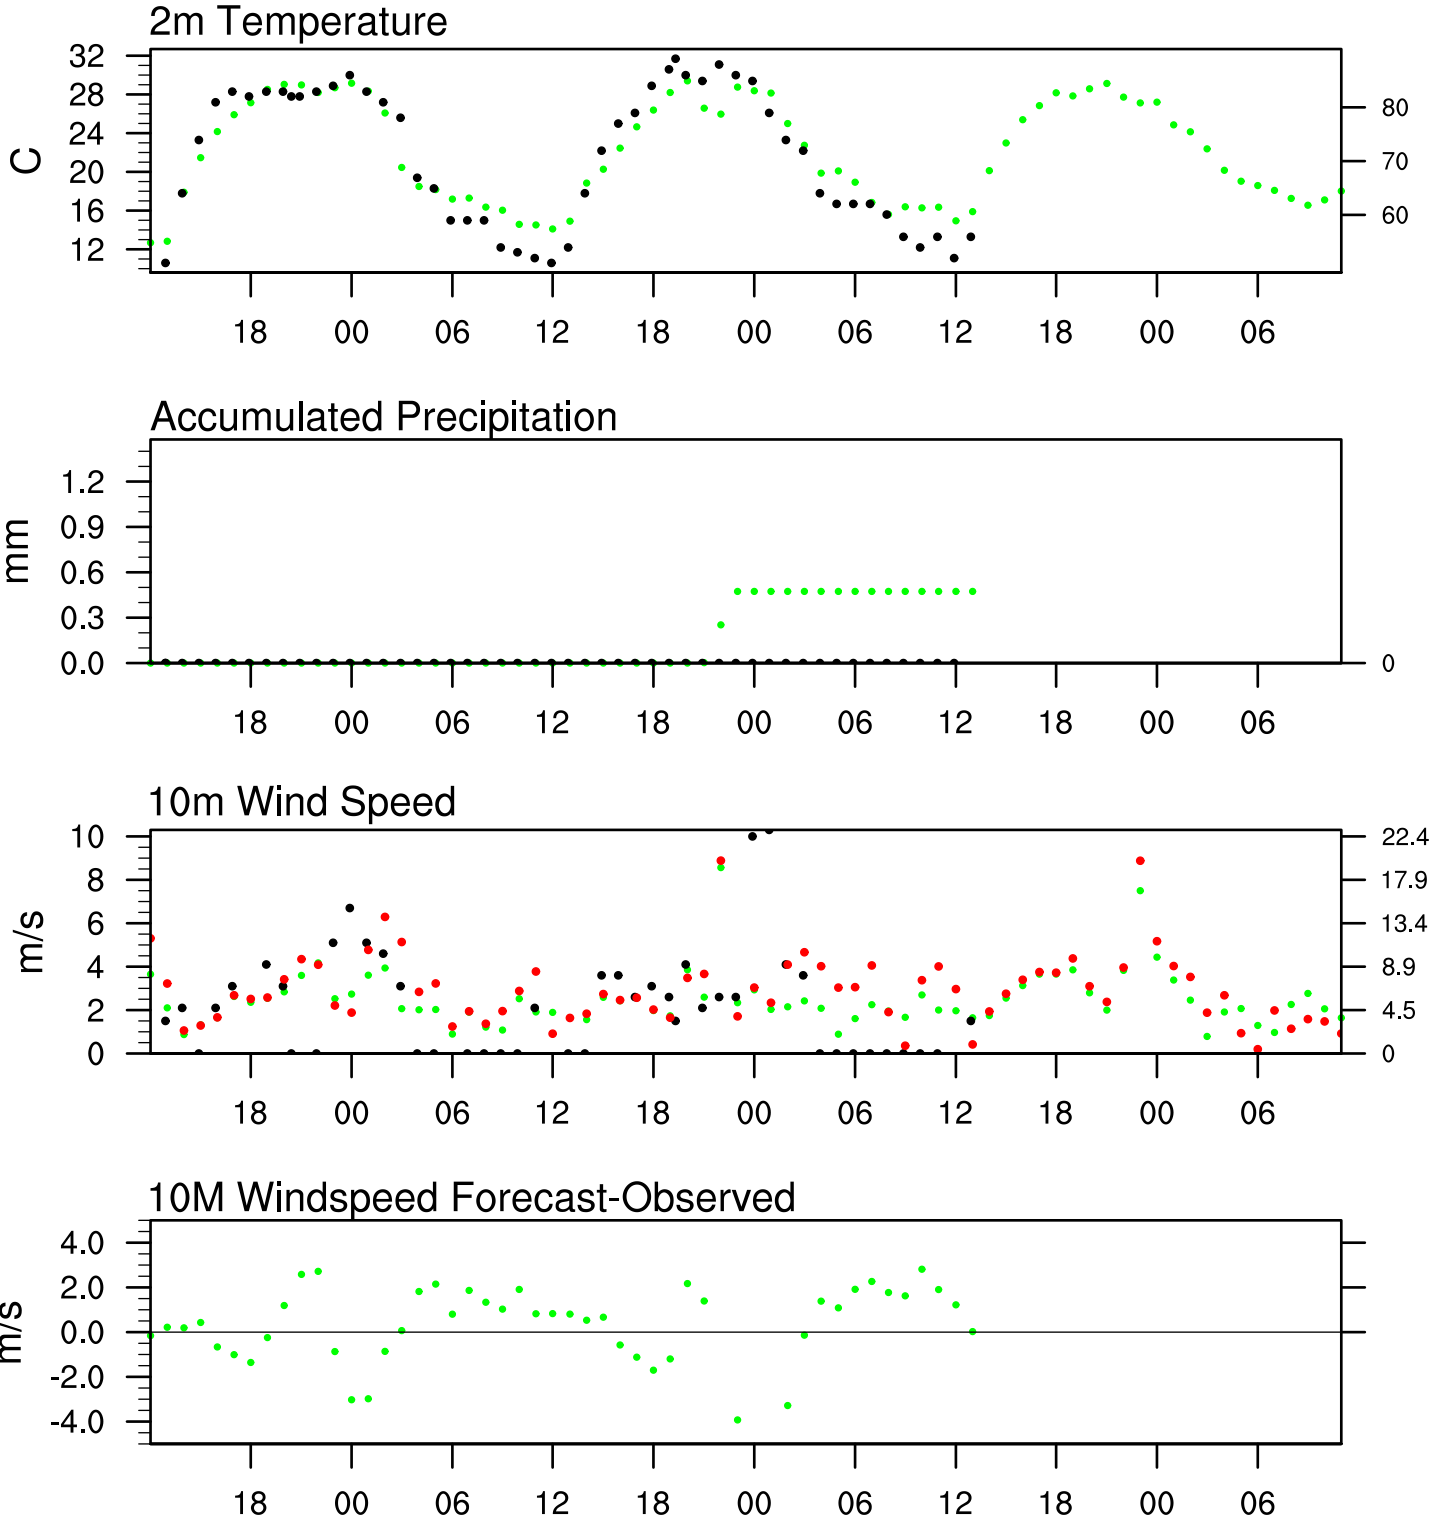 2m Temperature
32
28
24
20
16
12
C
80
70
60
18 00 06 12 18 00 06 12 18 00 06
Accumulated Precipitation
1.2
0.9
0.6
0.3
0.0
mm
0
18 00 06 12 18 00 06 12 18 00 06
10m Wind Speed
10
8
6
4
2
0
m/s
22.4
17.9
13.4
8.9
4.5
0
18 00 06 12 18 00 06 12 18 00 06
10M Windspeed Forecast-Observed
4.0
2.0
0.0
-2.0
-4.0
m/s
18 00 06 12 18 00 06 12 18 00 06